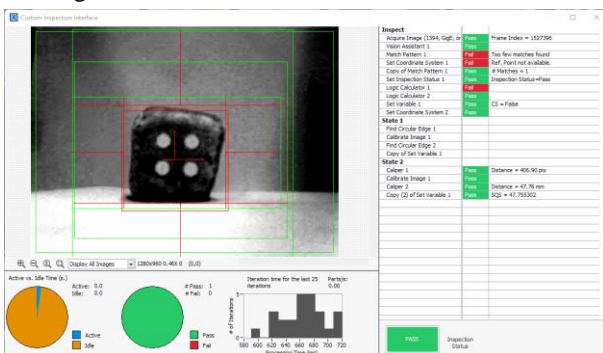 Custom Inspection Interface
Inspect
Acquire Image (1394, GigE, or Pass Frame Index = 1527396
Vision Assistant 1 Pass
Match Pattern 1 Fail Too few matches found
Set Coordinate System 1 Fail Ref. Point not available.
Copy of Match Pattern 1 Pass # Matches = 1
Set Inspection Status 1 Pass Inspection Status=Pass
Logic Calculator 1 Fail
Logic Calculator 2 Pass
Set Variable 1 Pass CS = False
Set Coordinate System 2 Pass
State 1
Find Circular Edge 1
Calibrate Image 1
Find Circular Edge 2
Copy of Set Variable 1
State 2
Caliper 1 Pass Distance = 406.90 pix
Calibrate Image 1 Pass
Caliper 2 Pass Distance = 47.76 mm
Copy (2) of Set Variable 1 Pass SQS = 47.755302
Display All Images 1280x960 0.46X 0 (0,0)
Active vs. Idle Time (s.)
Active: 0.0
Idle: 0.0
Active
Idle
# Pass: 1
# Fail: 0
Pass
Fail
Iteration time for the last 25 iterations
Parts/s: 0.00
# of Iterations
1
0
580 600 620 640 660 680 700 720
Processing Time (ms)
PASS
Inspection
Status